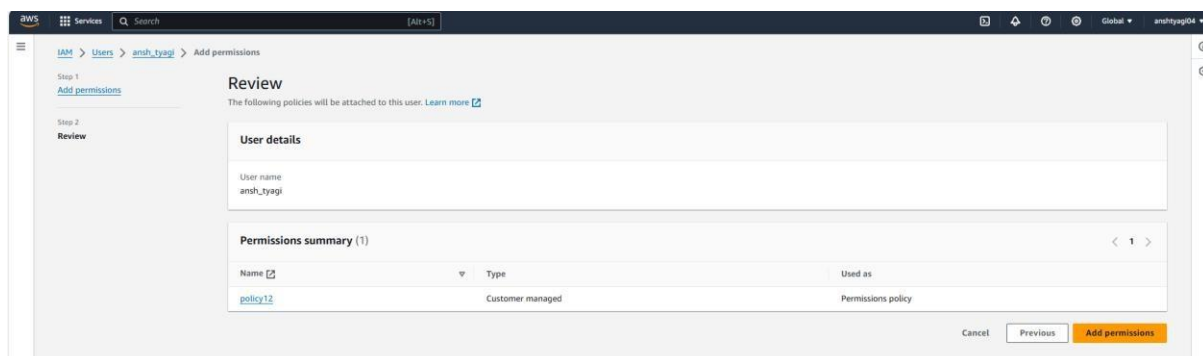 aws Services Search [Alt+S] Global anshtyagi04
IAM > Users > ansh_tyagi > Add permissions
Step 1
Add permissions
Step 2
Review
Review
The following policies will be attached to this user. Learn more
User details
User name
ansh_tyagi
Permissions summary (1) < 1 >
Name Type Used as
policy12 Customer managed Permissions policy
Cancel Previous Add permissions